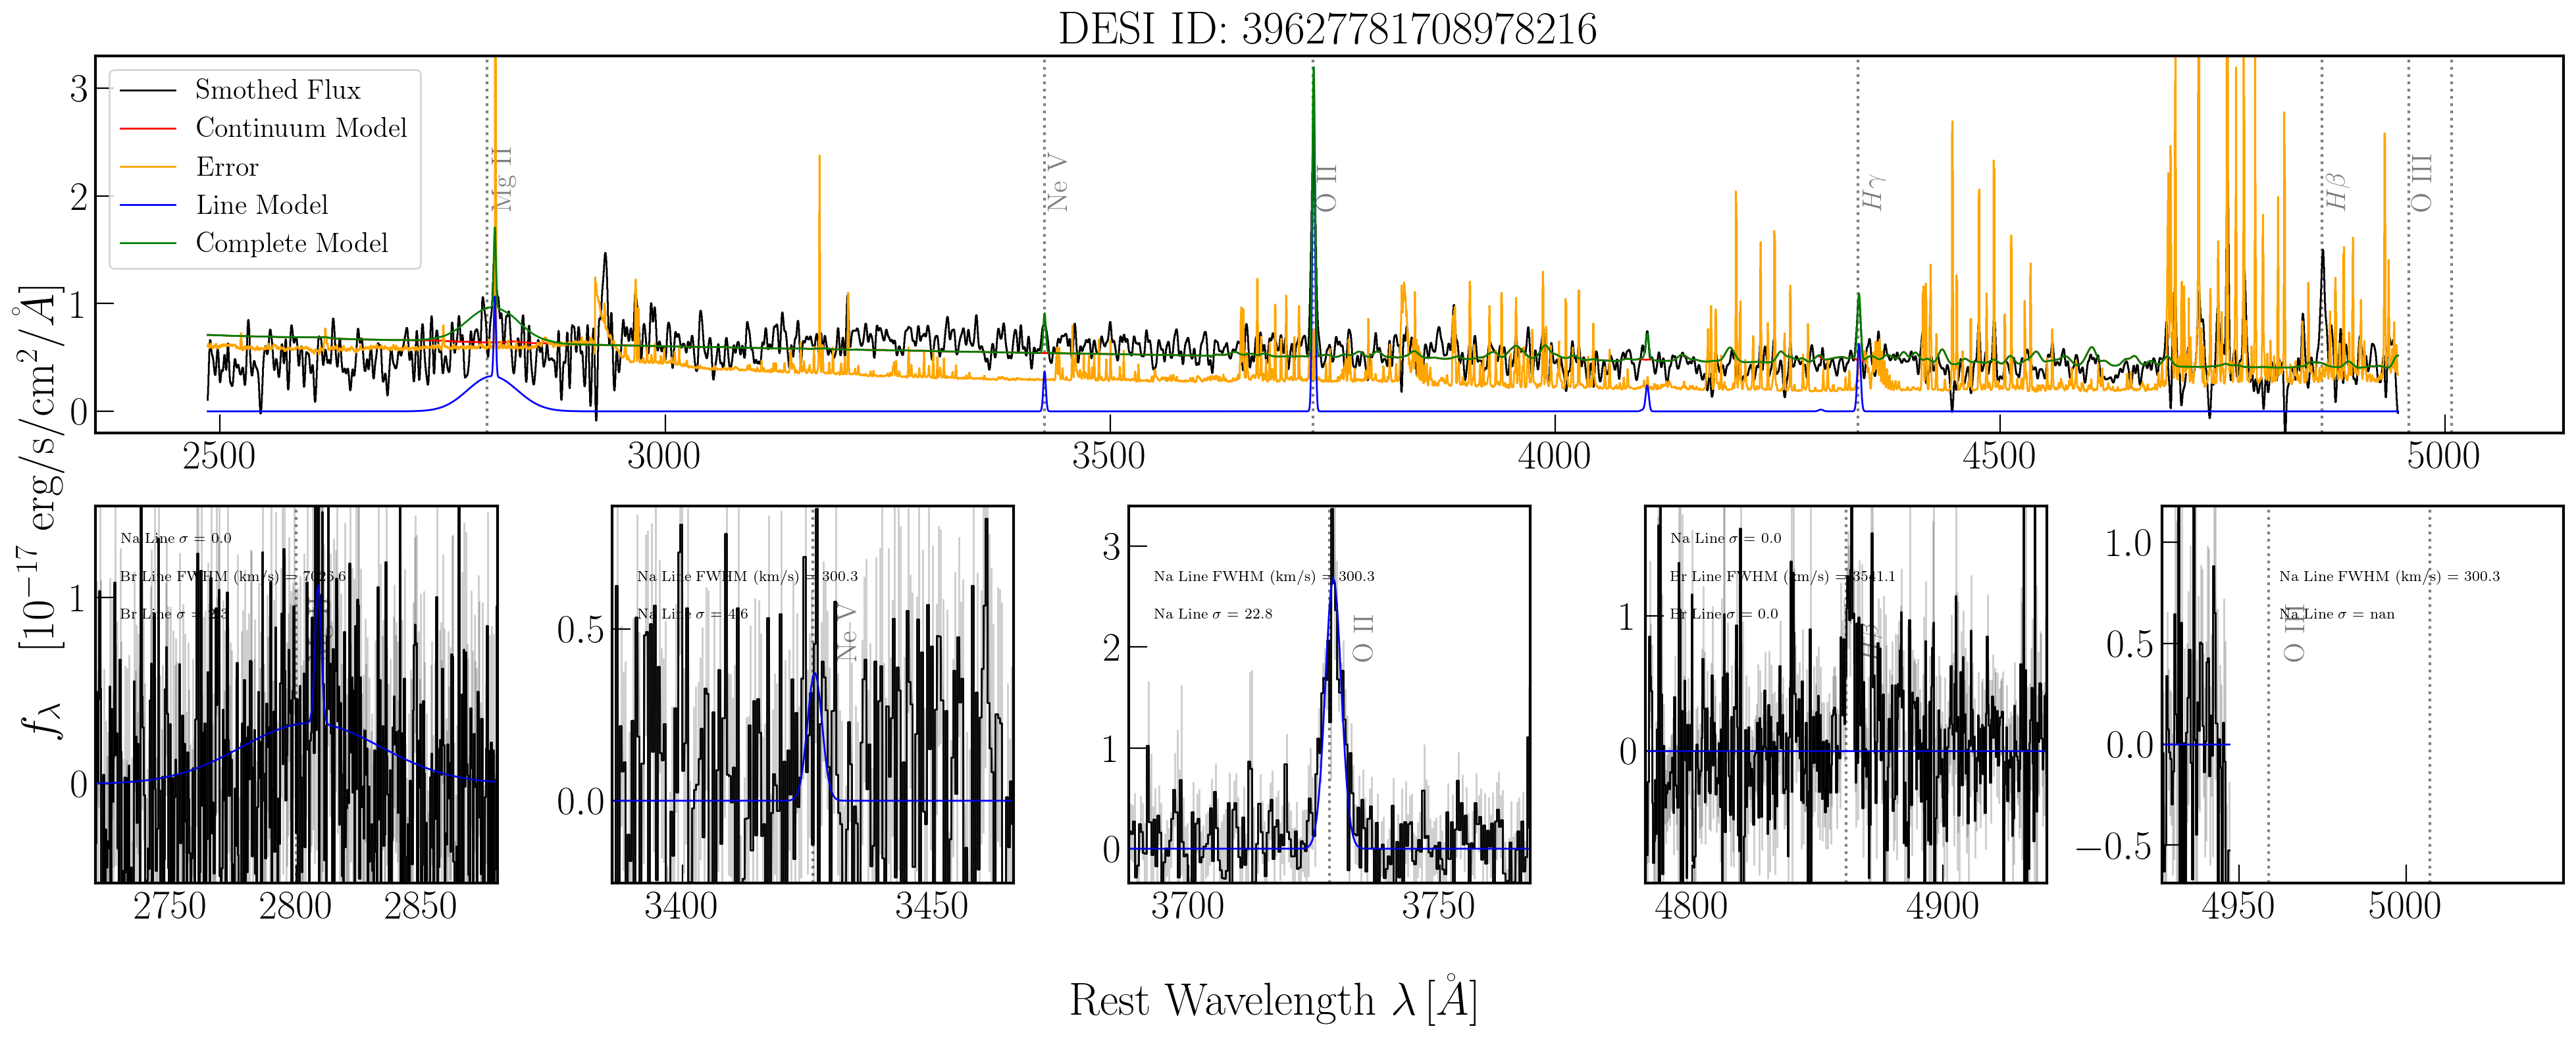 DESI ID: 39627781708978216
Smothed Flux
Continuum Model
Error
Line Model
Complete Model
Mg II
Ne V
O II
Hγ
Hβ
O III
3
2
1
0
2500 3000 3500 4000 4500 5000
f_λ [10^−17 erg/s/cm^2/Å]
Na Line σ = 0.0
Br Line FWHM (km/s) = 7026.6
Br Line σ = 2.3
1
0
2750 2800 2850
Na Line FWHM (km/s) = 300.3
Na Line σ = 4.6
Ne V
0.5
0.0
3400 3450
Na Line FWHM (km/s) = 300.3
Na Line σ = 22.8
O II
3
2
1
0
3700 3750
Na Line σ = 0.0
Br Line FWHM (km/s) = 3541.1
Br Line σ = 0.0
Hβ
1
0
4800 4900
Na Line FWHM (km/s) = 300.3
Na Line σ = nan
O III
1.0
0.5
0.0
−0.5
4950 5000
Rest Wavelength λ [Å]